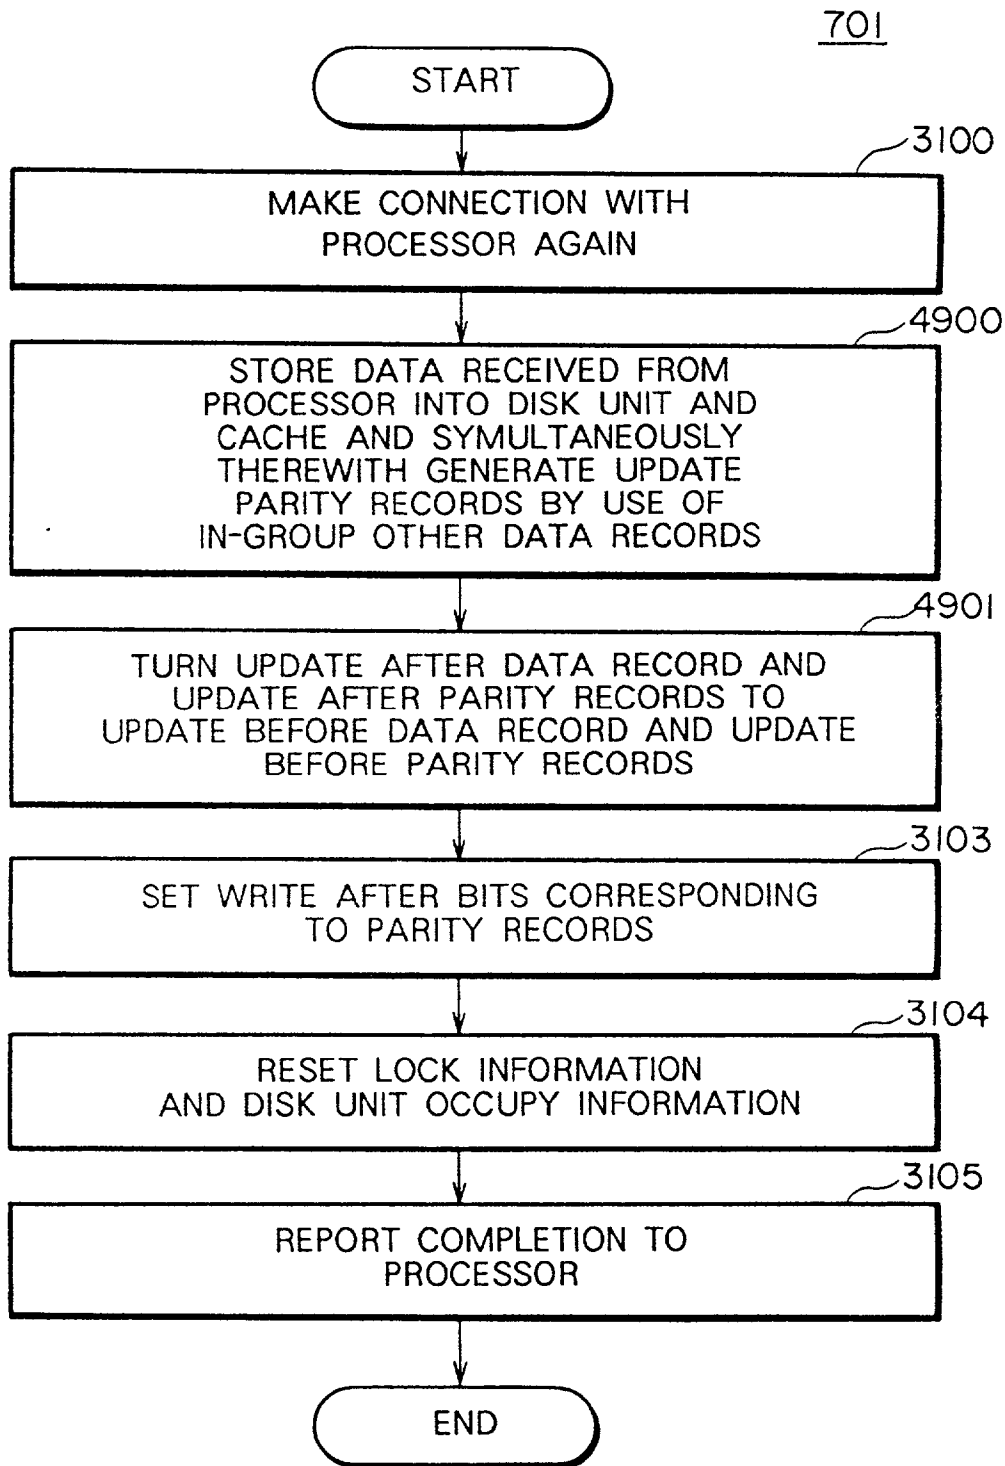 701
START
3100
MAKE CONNECTION WITH
PROCESSOR AGAIN
4900
STORE DATA RECEIVED FROM
PROCESSOR INTO DISK UNIT AND
CACHE AND SYMULTANEOUSLY
THEREWITH GENERATE UPDATE
PARITY RECORDS BY USE OF
IN-GROUP OTHER DATA RECORDS
4901
TURN UPDATE AFTER DATA RECORD AND
UPDATE AFTER PARITY RECORDS TO
UPDATE BEFORE DATA RECORD AND UPDATE
BEFORE PARITY RECORDS
3103
SET WRITE AFTER BITS CORRESPONDING
TO PARITY RECORDS
3104
RESET LOCK INFORMATION
AND DISK UNIT OCCUPY INFORMATION
3105
REPORT COMPLETION TO
PROCESSOR
END